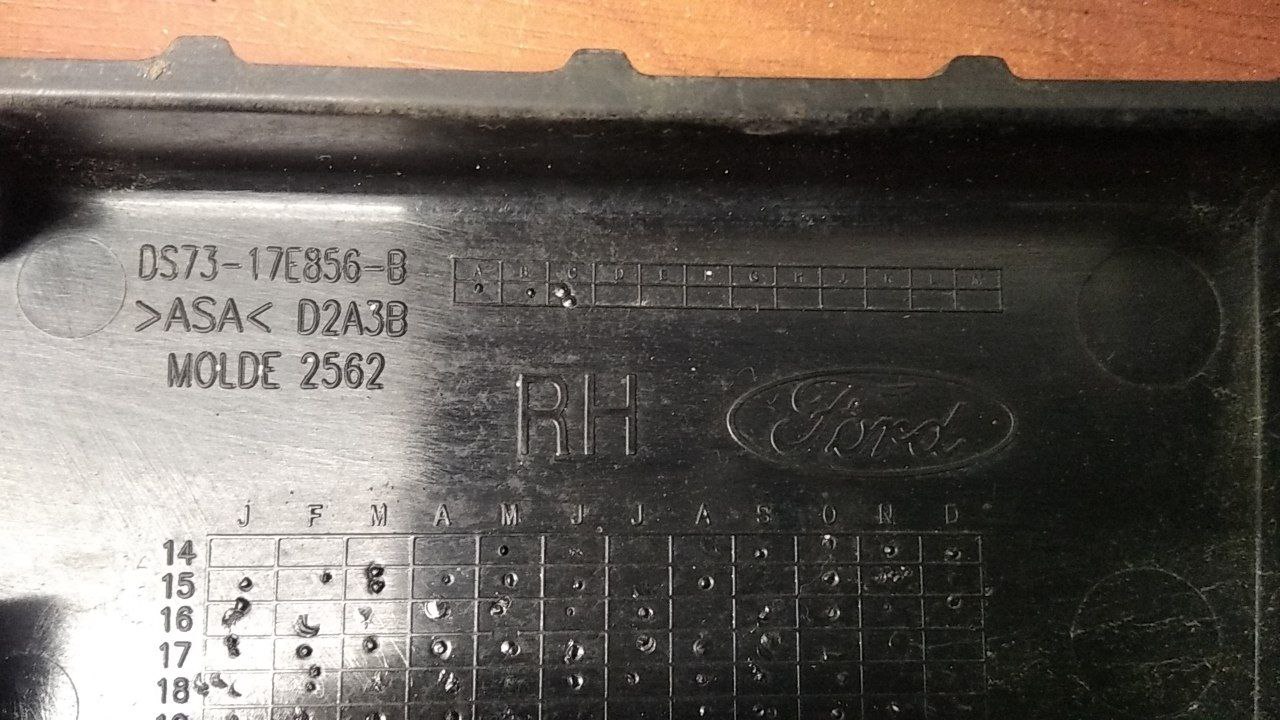 DS73-17E856-B
>ASA< D2A3B
MOLDE 2562
A B C D E F G H J K L M
RH
Ford
J F M A M J J A S O N D
14
15
16
17
18